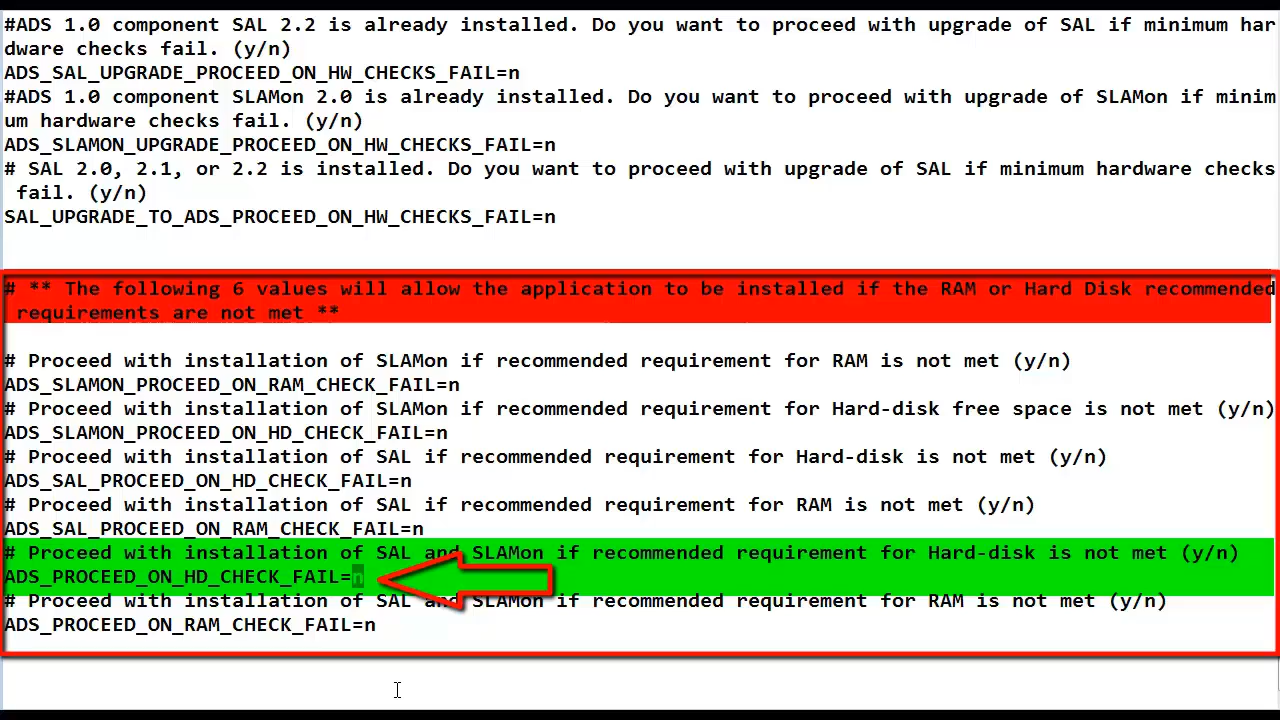 #ADS 1.0 component SAL 2.2 is already installed. Do you want to proceed with upgrade of SAL if minimum har
dware checks fail. (y/n)
ADS_SAL_UPGRADE_PROCEED_ON_HW_CHECKS_FAIL=n
#ADS 1.0 component SLAMon 2.0 is already installed. Do you want to proceed with upgrade of SLAMon if minim
um hardware checks fail. (y/n)
ADS_SLAMON_UPGRADE_PROCEED_ON_HW_CHECKS_FAIL=n
# SAL 2.0, 2.1, or 2.2 is installed. Do you want to proceed with upgrade of SAL if minimum hardware checks
 fail. (y/n)
SAL_UPGRADE_TO_ADS_PROCEED_ON_HW_CHECKS_FAIL=n
# ** The following 6 values will allow the application to be installed if the RAM or Hard Disk recommended
 requirements are not met **
# Proceed with installation of SLAMon if recommended requirement for RAM is not met (y/n)
ADS_SLAMON_PROCEED_ON_RAM_CHECK_FAIL=n
# Proceed with installation of SLAMon if recommended requirement for Hard-disk free space is not met (y/n)
ADS_SLAMON_PROCEED_ON_HD_CHECK_FAIL=n
# Proceed with installation of SAL if recommended requirement for Hard-disk is not met (y/n)
ADS_SAL_PROCEED_ON_HD_CHECK_FAIL=n
# Proceed with installation of SAL if recommended requirement for RAM is not met (y/n)
ADS_SAL_PROCEED_ON_RAM_CHECK_FAIL=n
# Proceed with installation of SAL and SLAMon if recommended requirement for Hard-disk is not met (y/n)
ADS_PROCEED_ON_HD_CHECK_FAIL=n
# Proceed with installation of SAL and SLAMon if recommended requirement for RAM is not met (y/n)
ADS_PROCEED_ON_RAM_CHECK_FAIL=n